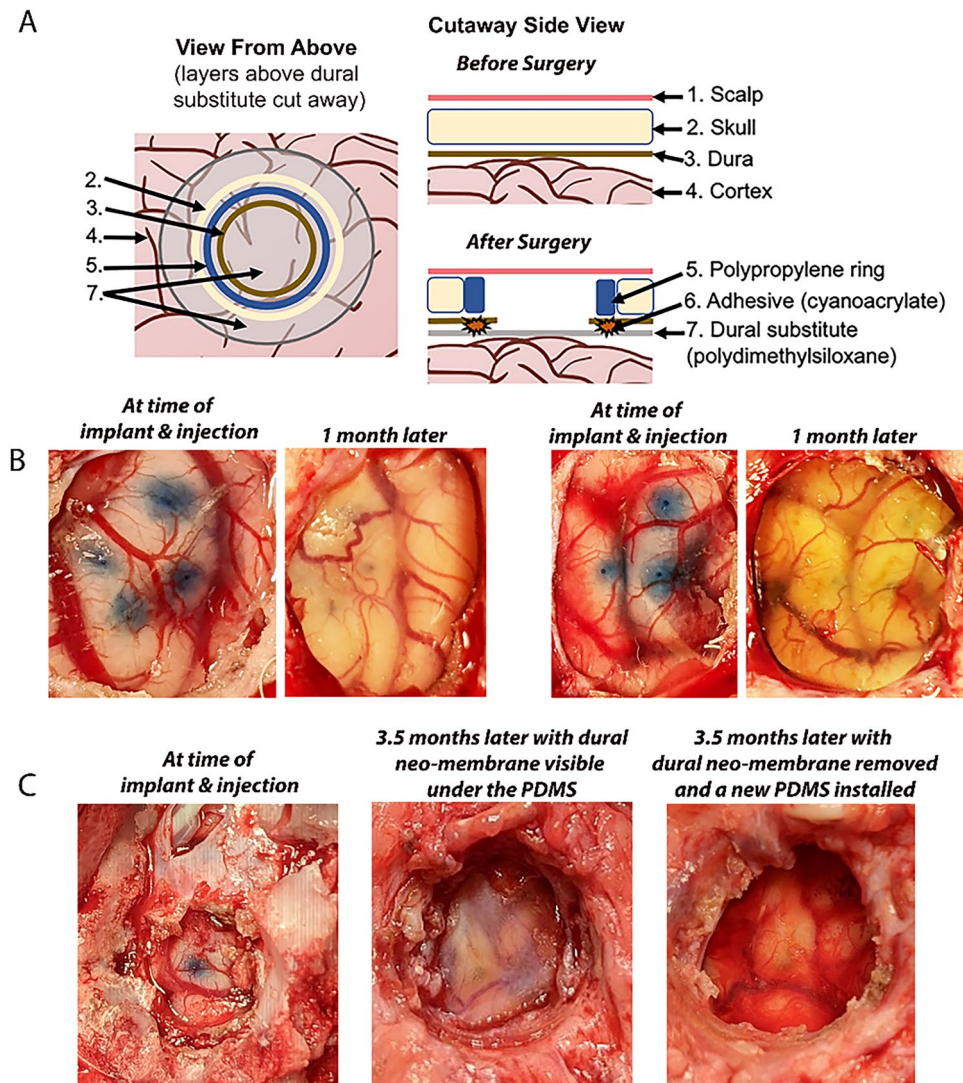 A
View From Above
(layers above dural
substitute cut away)
2.
3.
4.
5.
7.
Cutaway Side View
Before Surgery
1. Scalp
2. Skull
3. Dura
4. Cortex
After Surgery
5. Polypropylene ring
6. Adhesive (cyanoacrylate)
7. Dural substitute
(polydimethylsiloxane)
B
At time of
implant & injection
1 month later
At time of
implant & injection
1 month later
C
At time of
implant & injection
3.5 months later with dural
neo-membrane visible
under the PDMS
3.5 months later with
dural neo-membrane removed
and a new PDMS installed